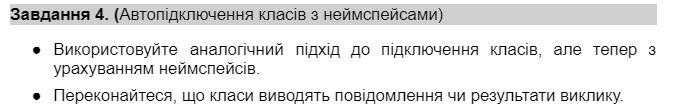 Завдання 4. (Автопідключення класів з неймспейсами)
● Використовуйте аналогічний підхід до підключення класів, але тепер з
урахуванням неймспейсів.
● Переконайтеся, що класи виводять повідомлення чи результати виклику.